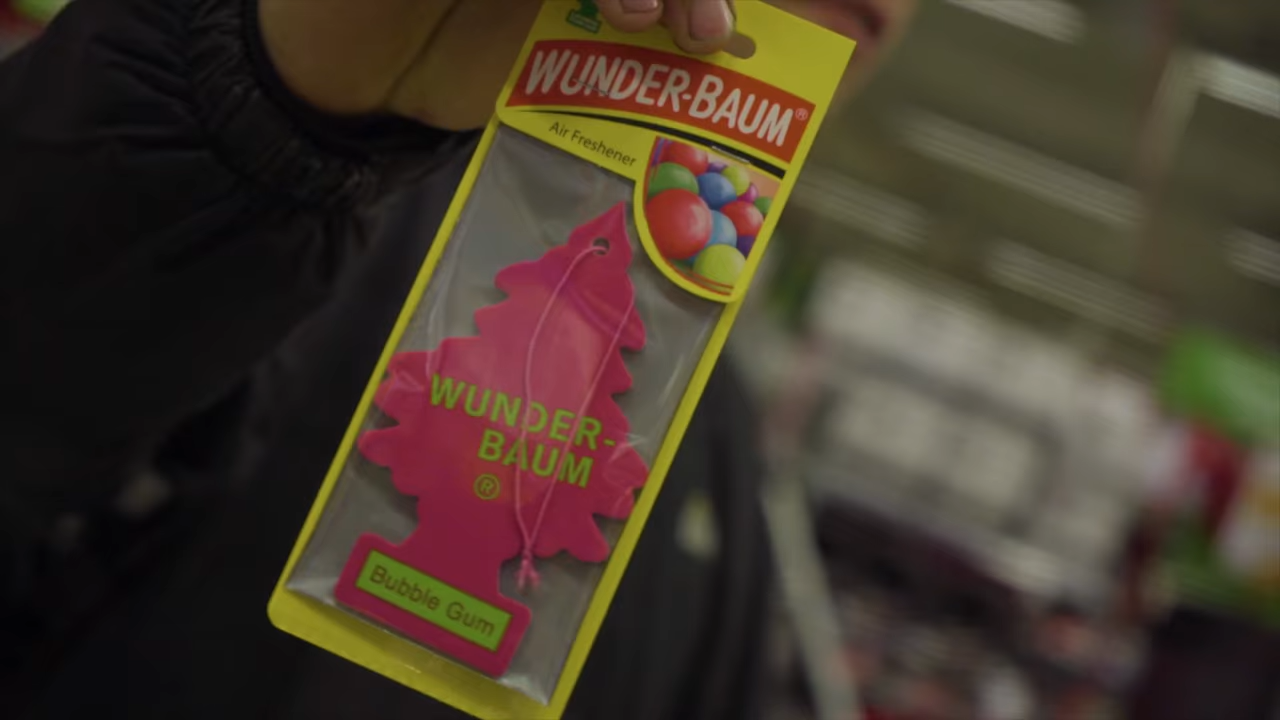 WUNDER-BAUM®
Air Freshener
WUNDER-
BAUM
®
Bubble Gum